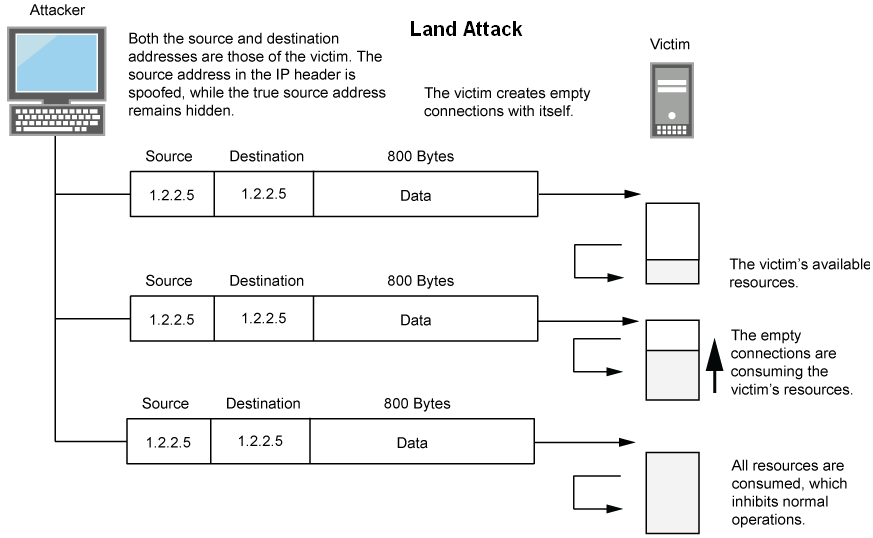 Attacker
Land Attack
Both the source and destination
addresses are those of the victim. The
source address in the IP header is
spoofed, while the true source address
remains hidden.
The victim creates empty
connections with itself.
Victim
Source Destination 800 Bytes
1.2.2.5 1.2.2.5 Data
The victim's available
resources.
Source Destination 800 Bytes
1.2.2.5 1.2.2.5 Data
The empty
connections are
consuming the
victim's resources.
Source Destination 800 Bytes
1.2.2.5 1.2.2.5 Data
All resources are
consumed, which
inhibits normal
operations.